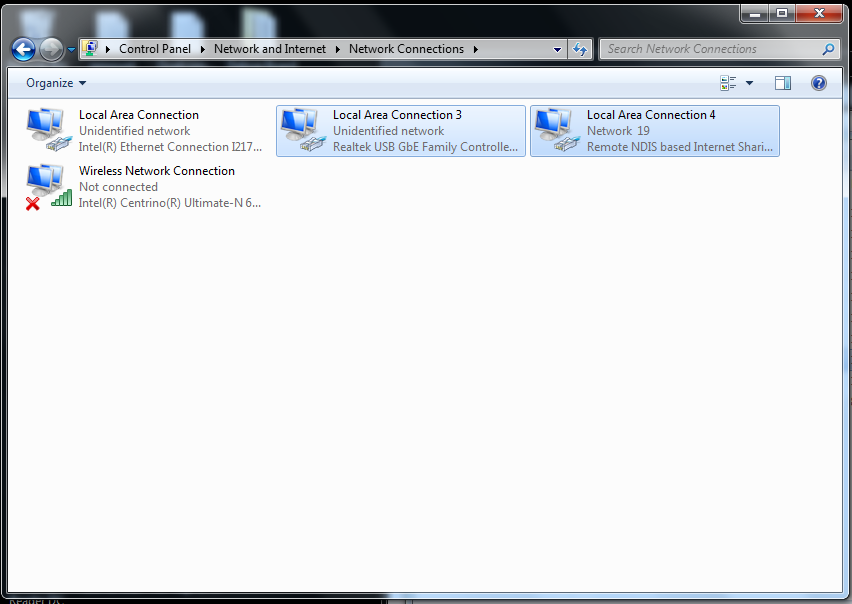 Control Panel Network and Internet Network Connections
Search Network Connections
Organize
Local Area Connection
Unidentified network
Intel(R) Ethernet Connection I217...
Local Area Connection 3
Unidentified network
Realtek USB GbE Family Controlle...
Local Area Connection 4
Network 19
Remote NDIS based Internet Shari...
Wireless Network Connection
Not connected
Intel(R) Centrino(R) Ultimate-N 6...
Reader DC